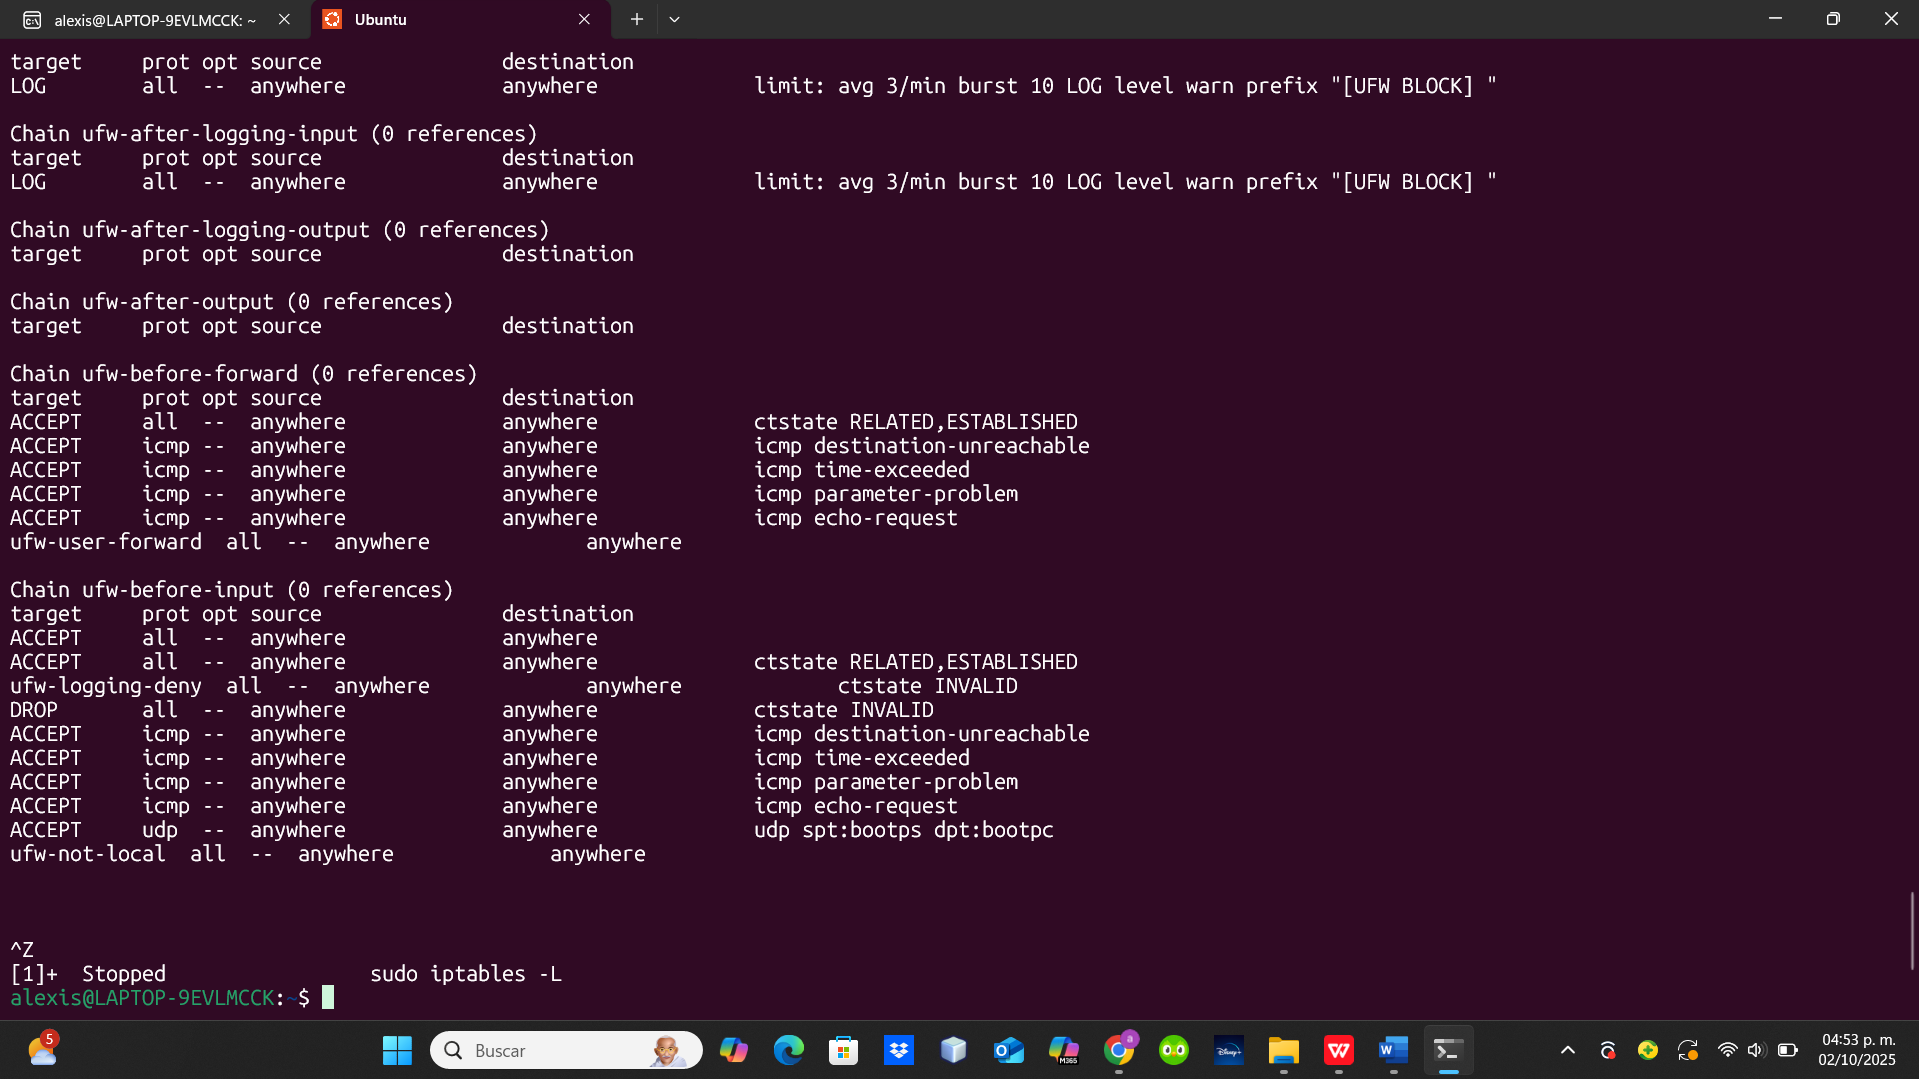 alexis@LAPTOP-9EVLMCCK: ~
Ubuntu
target     prot opt source               destination
LOG        all  --  anywhere             anywhere             limit: avg 3/min burst 10 LOG level warn prefix "[UFW BLOCK] "
Chain ufw-after-logging-input (0 references)
target     prot opt source               destination
LOG        all  --  anywhere             anywhere             limit: avg 3/min burst 10 LOG level warn prefix "[UFW BLOCK] "
Chain ufw-after-logging-output (0 references)
target     prot opt source               destination
Chain ufw-after-output (0 references)
target     prot opt source               destination
Chain ufw-before-forward (0 references)
target     prot opt source               destination
ACCEPT     all  --  anywhere             anywhere             ctstate RELATED,ESTABLISHED
ACCEPT     icmp --  anywhere             anywhere             icmp destination-unreachable
ACCEPT     icmp --  anywhere             anywhere             icmp time-exceeded
ACCEPT     icmp --  anywhere             anywhere             icmp parameter-problem
ACCEPT     icmp --  anywhere             anywhere             icmp echo-request
ufw-user-forward  all  --  anywhere             anywhere
Chain ufw-before-input (0 references)
target     prot opt source               destination
ACCEPT     all  --  anywhere             anywhere
ACCEPT     all  --  anywhere             anywhere             ctstate RELATED,ESTABLISHED
ufw-logging-deny  all  --  anywhere             anywhere             ctstate INVALID
DROP       all  --  anywhere             anywhere             ctstate INVALID
ACCEPT     icmp --  anywhere             anywhere             icmp destination-unreachable
ACCEPT     icmp --  anywhere             anywhere             icmp time-exceeded
ACCEPT     icmp --  anywhere             anywhere             icmp parameter-problem
ACCEPT     icmp --  anywhere             anywhere             icmp echo-request
ACCEPT     udp  --  anywhere             anywhere             udp spt:bootps dpt:bootpc
ufw-not-local  all  --  anywhere             anywhere
^Z
[1]+  Stopped                 sudo iptables -L
alexis@LAPTOP-9EVLMCCK:~$
5
Buscar
M365
a
Disney+
04:53 p. m.
02/10/2025